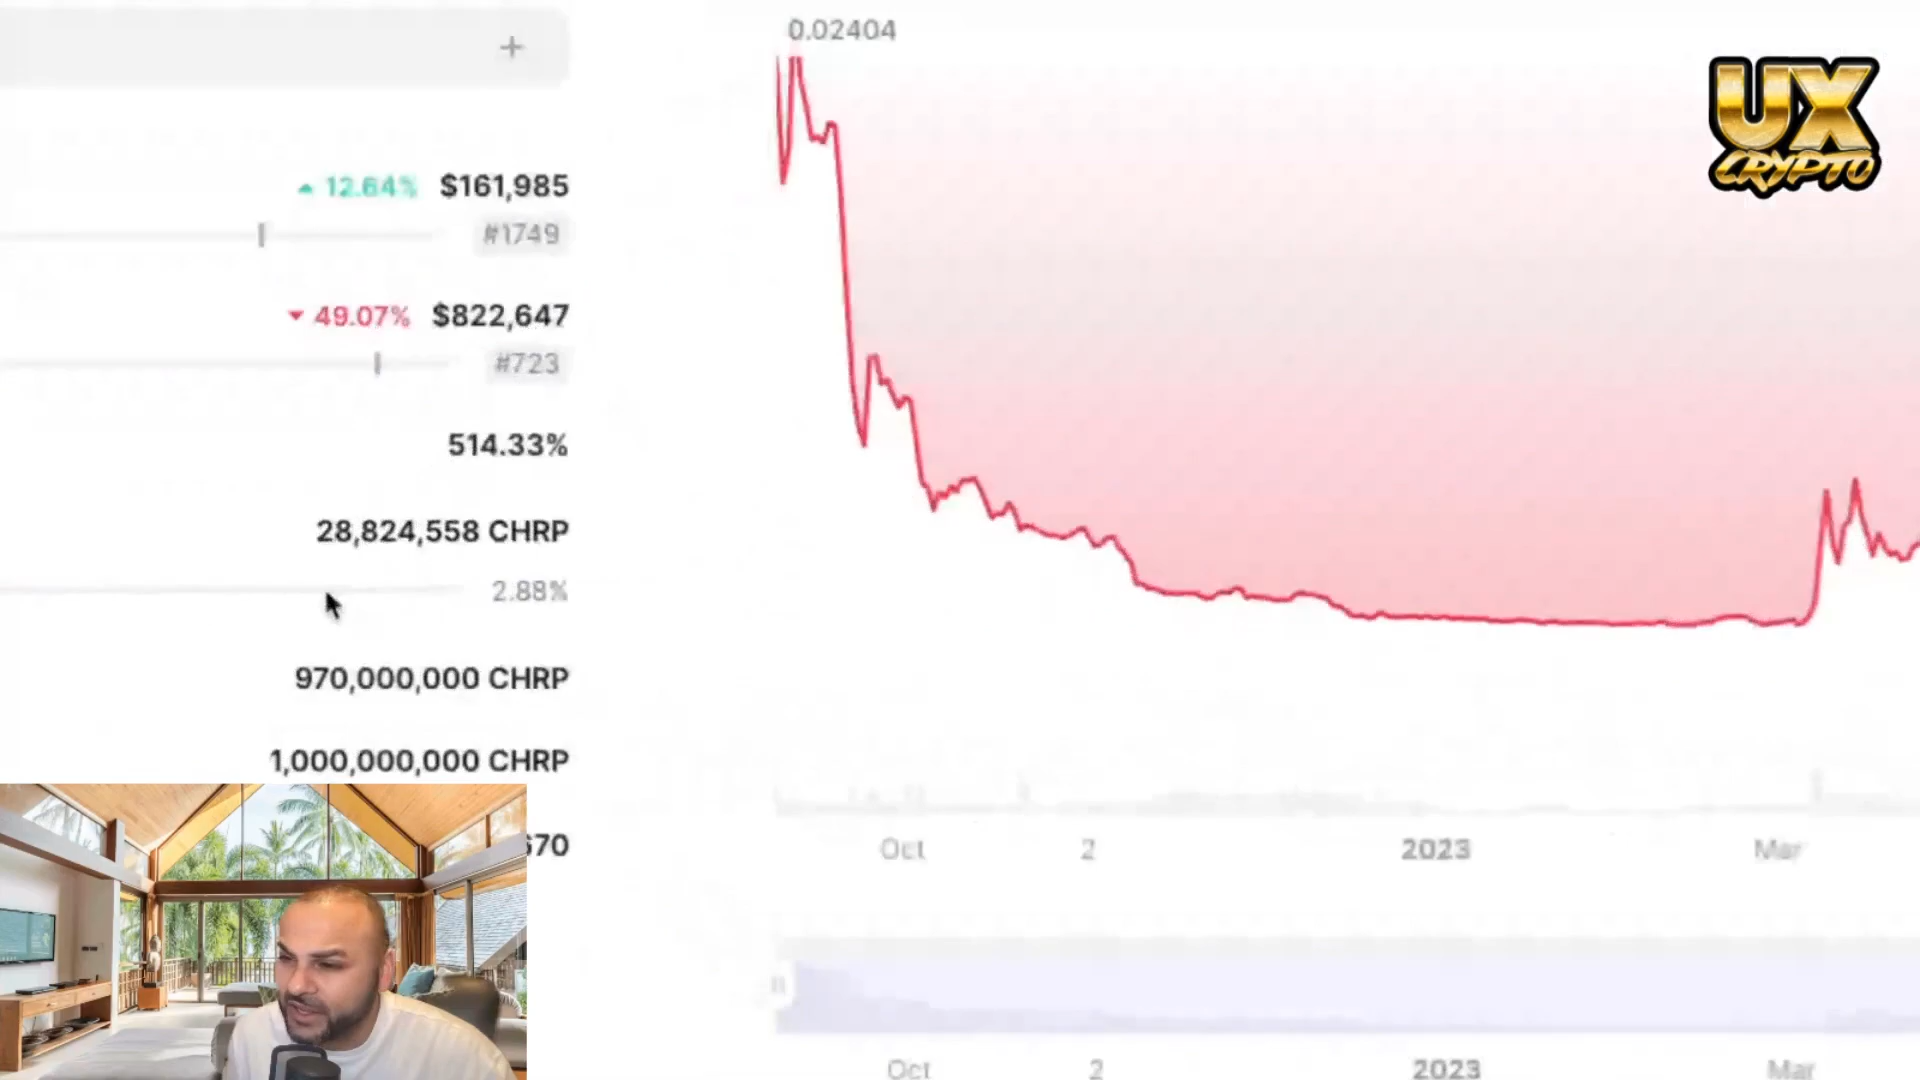 0.02404
UX
CRYPTO
12.64% $161,985
#1749
49.07% $822,647
#723
514.33%
28,824,558 CHRP
2.88%
970,000,000 CHRP
1,000,000,000 CHRP
670
Oct 2 2023 Mar
Oct 2 2023 Mar